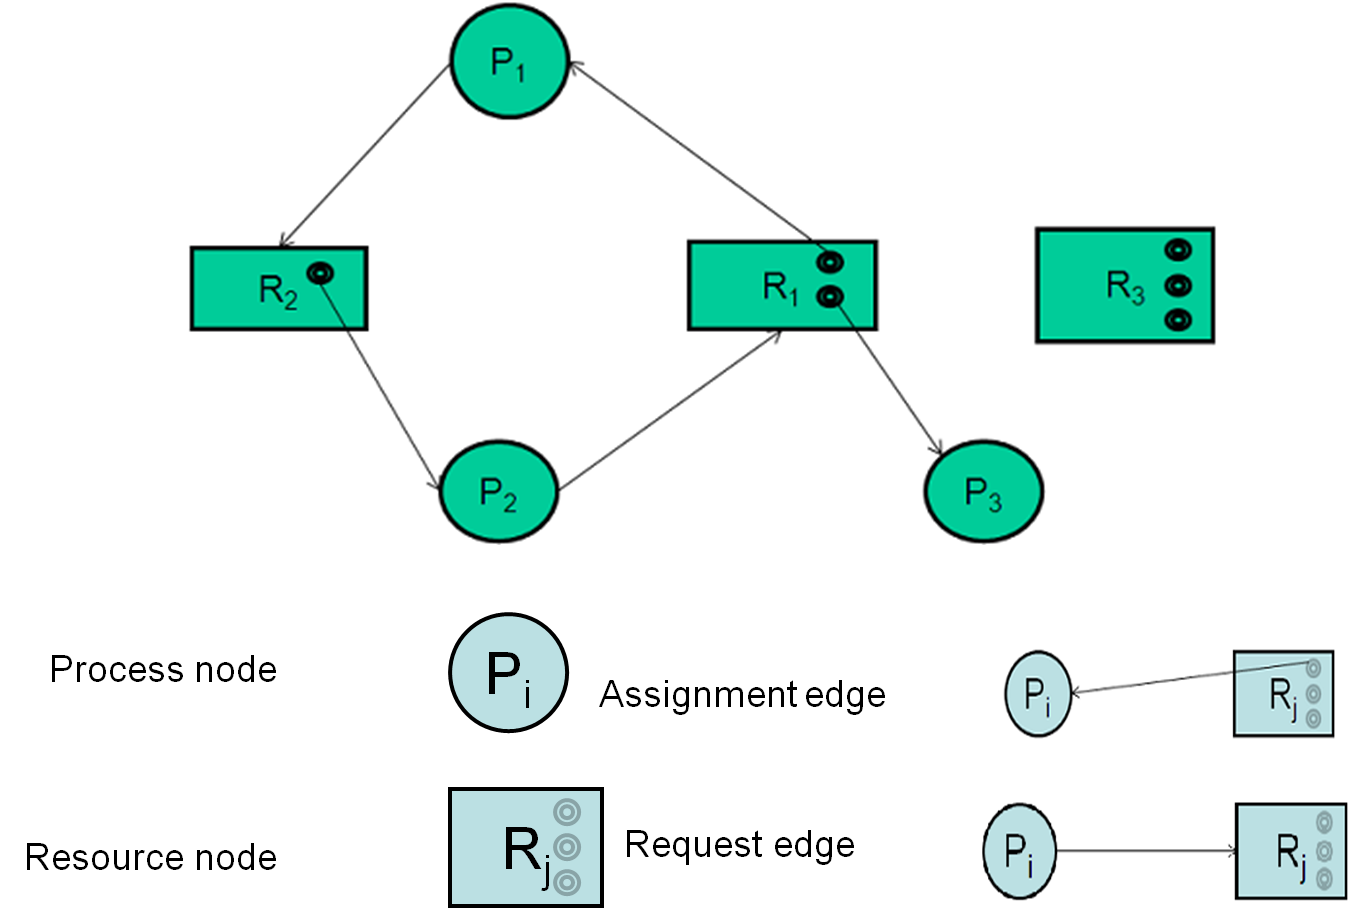 P1
R2
R1
R3
P2
P3
Process node
Pi
Assignment edge
Pi
Rj
Resource node
Rj
Request edge
Pi
Rj